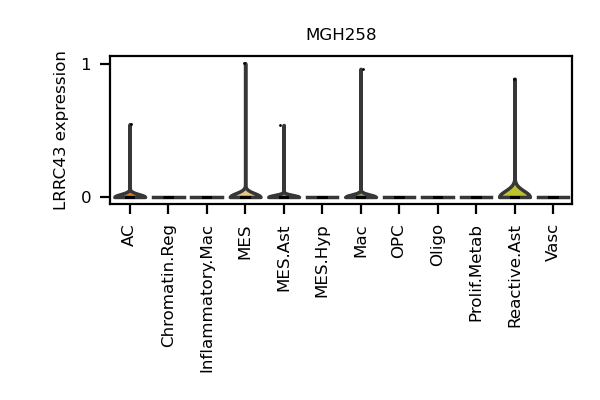 MGH258
LRRC43 expression
1
0
AC
Chromatin.Reg
Inflammatory.Mac
MES
MES.Ast
MES.Hyp
Mac
OPC
Oligo
Prolif.Metab
Reactive.Ast
Vasc